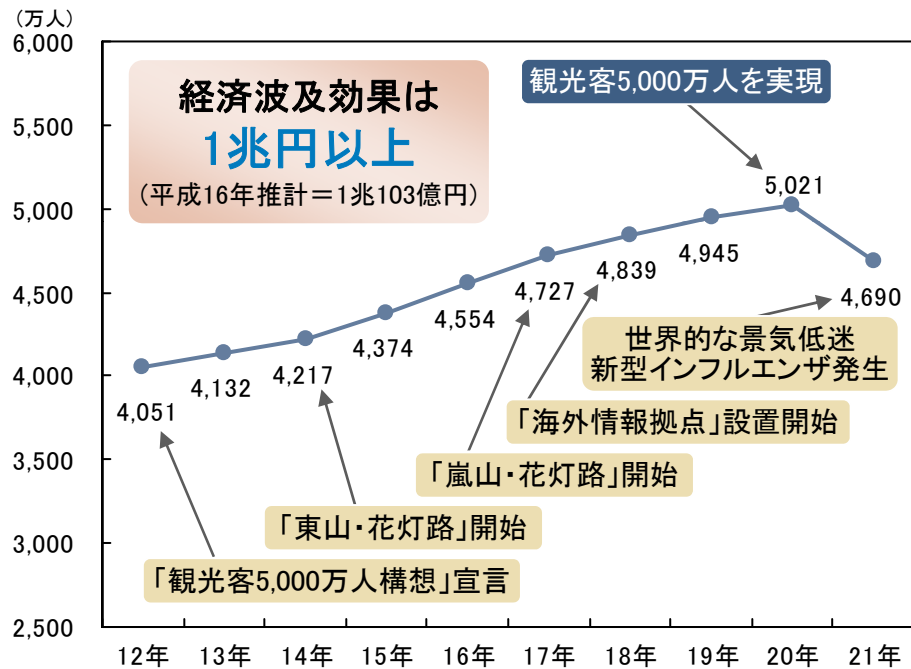 (万人)
6,000
5,500
5,000
4,500
4,000
3,500
3,000
2,500
経済波及効果は
1兆円以上
(平成16年推計＝1兆103億円)
観光客5,000万人を実現
4,051
4,132
4,217
4,374
4,554
4,727
4,839
4,945
5,021
4,690
世界的な景気低迷
新型インフルエンザ発生
「海外情報拠点」設置開始
「嵐山・花灯路」開始
「東山・花灯路」開始
「観光客5,000万人構想」宣言
12年
13年
14年
15年
16年
17年
18年
19年
20年
21年